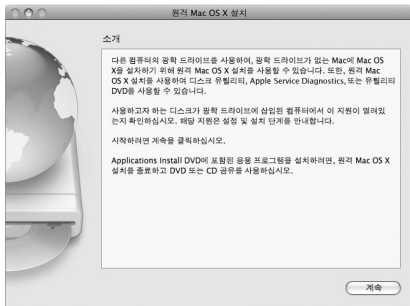 원격 Mac OS X 설치
소개
다른 컴퓨터의 광학 드라이브를 사용하여, 광학 드라이브가 없는 Mac에 Mac OS
X을 설치하기 위해 원격 Mac OS X 설치를 사용할 수 있습니다. 또한, 원격 Mac
OS X 설치를 사용하여 디스크 유틸리티, Apple Service Diagnostics, 또는 유틸리티
DVD를 사용할 수 있습니다.
사용하고자 하는 디스크가 광학 드라이브에 삽입된 컴퓨터에서 이 지원이 열려있
는지 확인하십시오. 해당 지원은 설정 및 설치 단계를 안내합니다.
시작하려면 계속을 클릭하십시오.
Applications Install DVD에 포함된 응용 프로그램을 설치하려면, 원격 Mac OS X
설치를 종료하고 DVD 또는 CD 공유를 사용하십시오.
계속